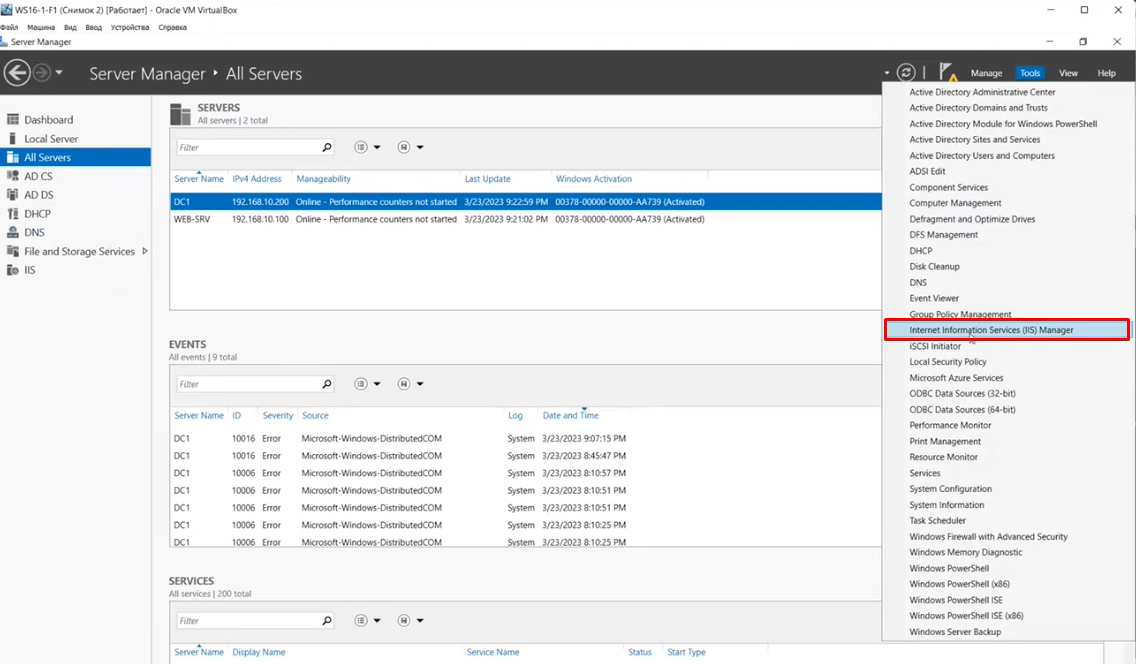 WS16-1-F1 (Снимок 2) [Работает] - Oracle VM VirtualBox
Файл Машина Вид Ввод Устройства Справка
Server Manager
Server Manager ‣ All Servers
Manage Tools View Help
Dashboard
Local Server
All Servers
AD CS
AD DS
DHCP
DNS
File and Storage Services
IIS
SERVERS
All servers | 2 total
Filter
Server Name IPv4 Address Manageability Last Update Windows Activation
DC1 192.168.10.200 Online - Performance counters not started 3/23/2023 9:22:59 PM 00378-00000-00000-AA739 (Activated)
WEB-SRV 192.168.10.100 Online - Performance counters not started 3/23/2023 9:21:02 PM 00378-00000-00000-AA739 (Activated)
EVENTS
All events | 9 total
Filter
Server Name ID Severity Source Log Date and Time
DC1 10016 Error Microsoft-Windows-DistributedCOM System 3/23/2023 9:07:15 PM
DC1 10016 Error Microsoft-Windows-DistributedCOM System 3/23/2023 8:45:47 PM
DC1 10006 Error Microsoft-Windows-DistributedCOM System 3/23/2023 8:10:57 PM
DC1 10006 Error Microsoft-Windows-DistributedCOM System 3/23/2023 8:10:51 PM
DC1 10006 Error Microsoft-Windows-DistributedCOM System 3/23/2023 8:10:51 PM
DC1 10006 Error Microsoft-Windows-DistributedCOM System 3/23/2023 8:10:25 PM
DC1 10006 Error Microsoft-Windows-DistributedCOM System 3/23/2023 8:10:25 PM
SERVICES
All services | 200 total
Filter
Server Name Display Name Service Name Status Start Type
Active Directory Administrative Center
Active Directory Domains and Trusts
Active Directory Module for Windows PowerShell
Active Directory Sites and Services
Active Directory Users and Computers
ADSI Edit
Component Services
Computer Management
Defragment and Optimize Drives
DFS Management
DHCP
Disk Cleanup
DNS
Event Viewer
Group Policy Management
Internet Information Services (IIS) Manager
iSCSI Initiator
Local Security Policy
Microsoft Azure Services
ODBC Data Sources (32-bit)
ODBC Data Sources (64-bit)
Performance Monitor
Print Management
Resource Monitor
Services
System Configuration
System Information
Task Scheduler
Windows Firewall with Advanced Security
Windows Memory Diagnostic
Windows PowerShell
Windows PowerShell (x86)
Windows PowerShell ISE
Windows PowerShell ISE (x86)
Windows Server Backup